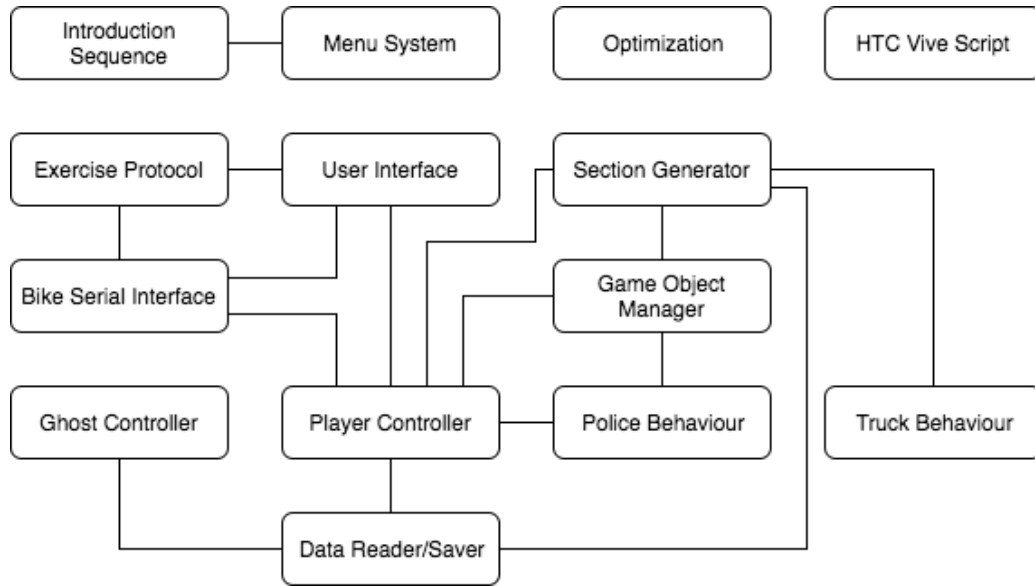 Introduction
Sequence
Menu System
Optimization
HTC Vive Script
Exercise Protocol
User Interface
Section Generator
Bike Serial Interface
Game Object
Manager
Ghost Controller
Player Controller
Police Behaviour
Truck Behaviour
Data Reader/Saver